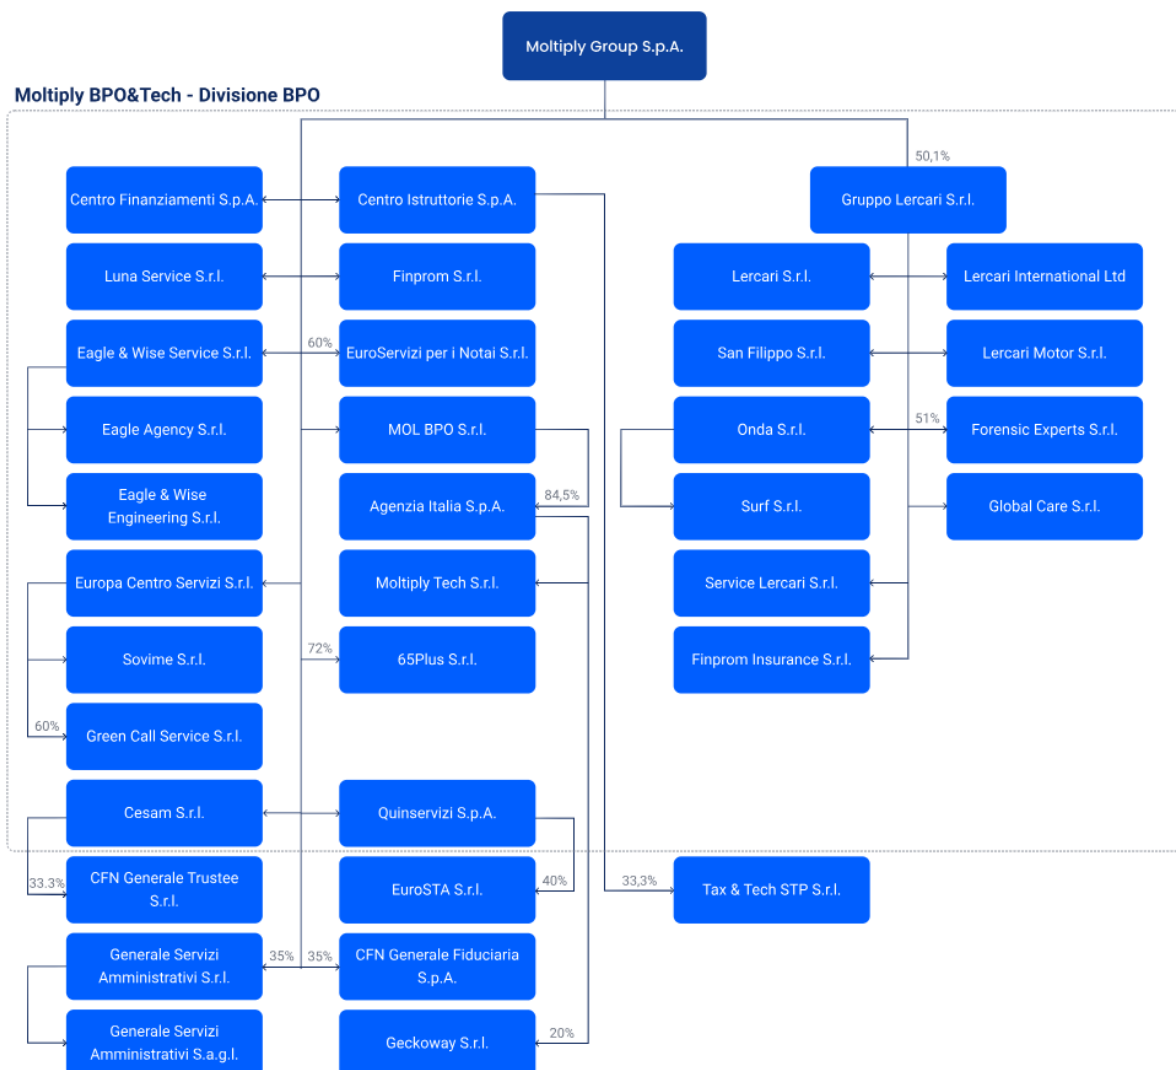 Moltiply Group S.p.A.
Moltiply BPO&Tech - Divisione BPO
50,1%
Centro Finanziamenti S.p.A.
Centro Istruttorie S.p.A.
Gruppo Lercari S.r.l.
Luna Service S.r.l.
Finprom S.r.l.
Lercari S.r.l.
Lercari International Ltd
Eagle & Wise Service S.r.l.
60%
EuroServizi per i Notai S.r.l.
San Filippo S.r.l.
Lercari Motor S.r.l.
Eagle Agency S.r.l.
MOL BPO S.r.l.
Onda S.r.l.
51%
Forensic Experts S.r.l.
Eagle & Wise
Engineering S.r.l.
Agenzia Italia S.p.A.
84,5%
Surf S.r.l.
Global Care S.r.l.
Europa Centro Servizi S.r.l.
Moltiply Tech S.r.l.
Service Lercari S.r.l.
Sovime S.r.l.
72%
65Plus S.r.l.
Finprom Insurance S.r.l.
60%
Green Call Service S.r.l.
Cesam S.r.l.
Quinservizi S.p.A.
33.3%
CFN Generale Trustee
S.r.l.
EuroSTA S.r.l.
40%
33,3%
Tax & Tech STP S.r.l.
Generale Servizi
Amministrativi S.r.l.
35%
35%
CFN Generale Fiduciaria
S.p.A.
Generale Servizi
Amministrativi S.a.g.l.
Geckoway S.r.l.
20%